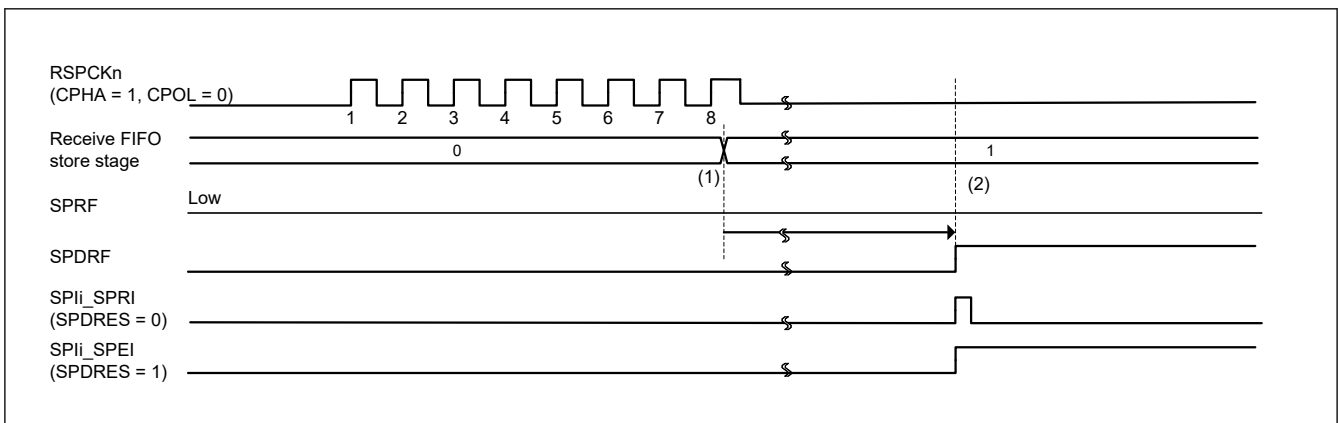 RSPCKn
(CPHA = 1, CPOL = 0)
1 2 3 4 5 6 7 8
Receive FIFO
store stage
0
1
(1)
(2)
SPRF
Low
SPDRF
SPIi_SPRI
(SPDRES = 0)
SPIi_SPEI
(SPDRES = 1)